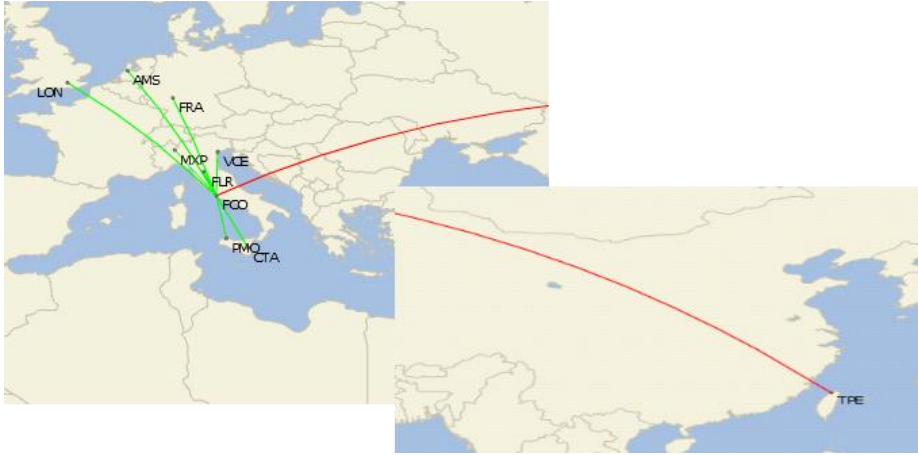 AMS
LON
FRA
MXP
VCE
FLR
FCO
PMO
CTA
TPE